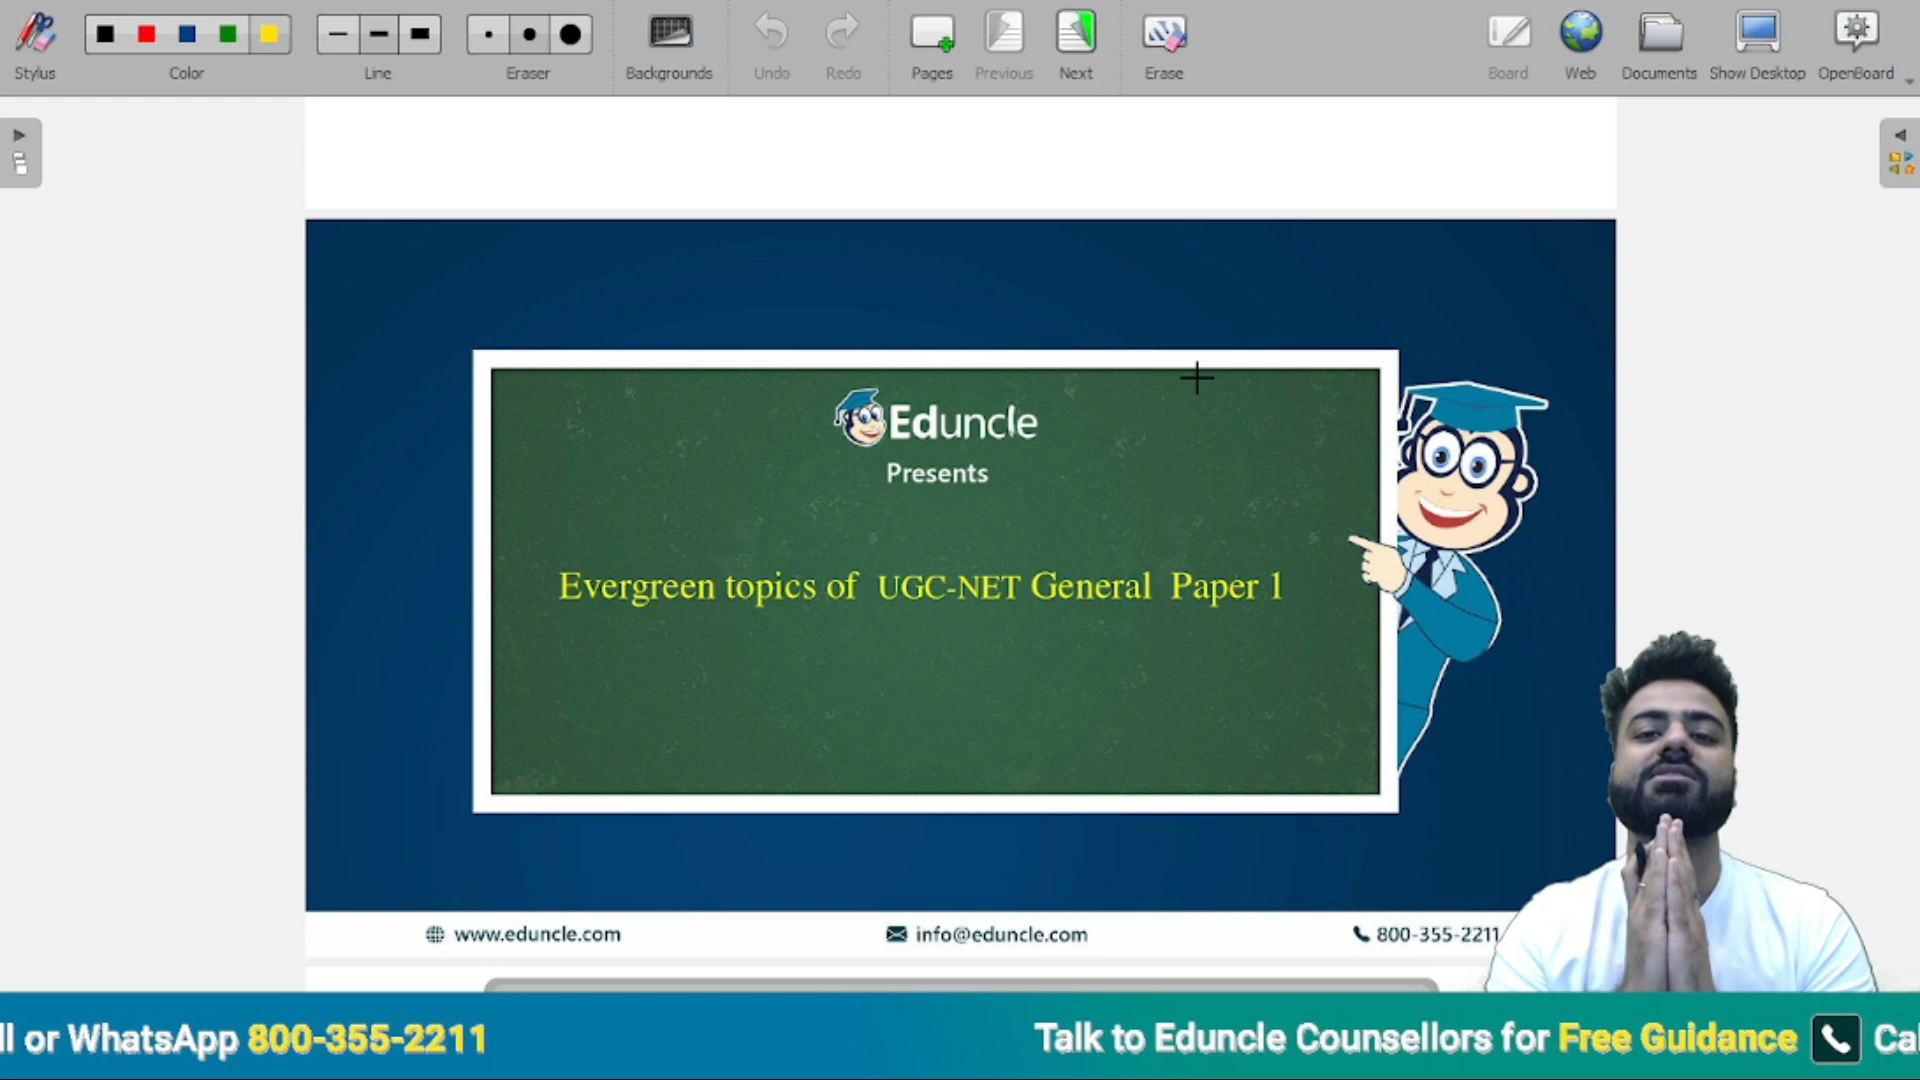 Stylus
Color
Line
Eraser
Backgrounds
Undo
Redo
Pages
Previous
Next
Erase
Board
Web
Documents
Show Desktop
OpenBoard
Eduncle
Presents
Evergreen topics of UGC-NET General Paper 1
www.eduncle.com
info@eduncle.com
800-355-2211
ll or WhatsApp 800-355-2211
Talk to Eduncle Counsellors for Free Guidance
Ca